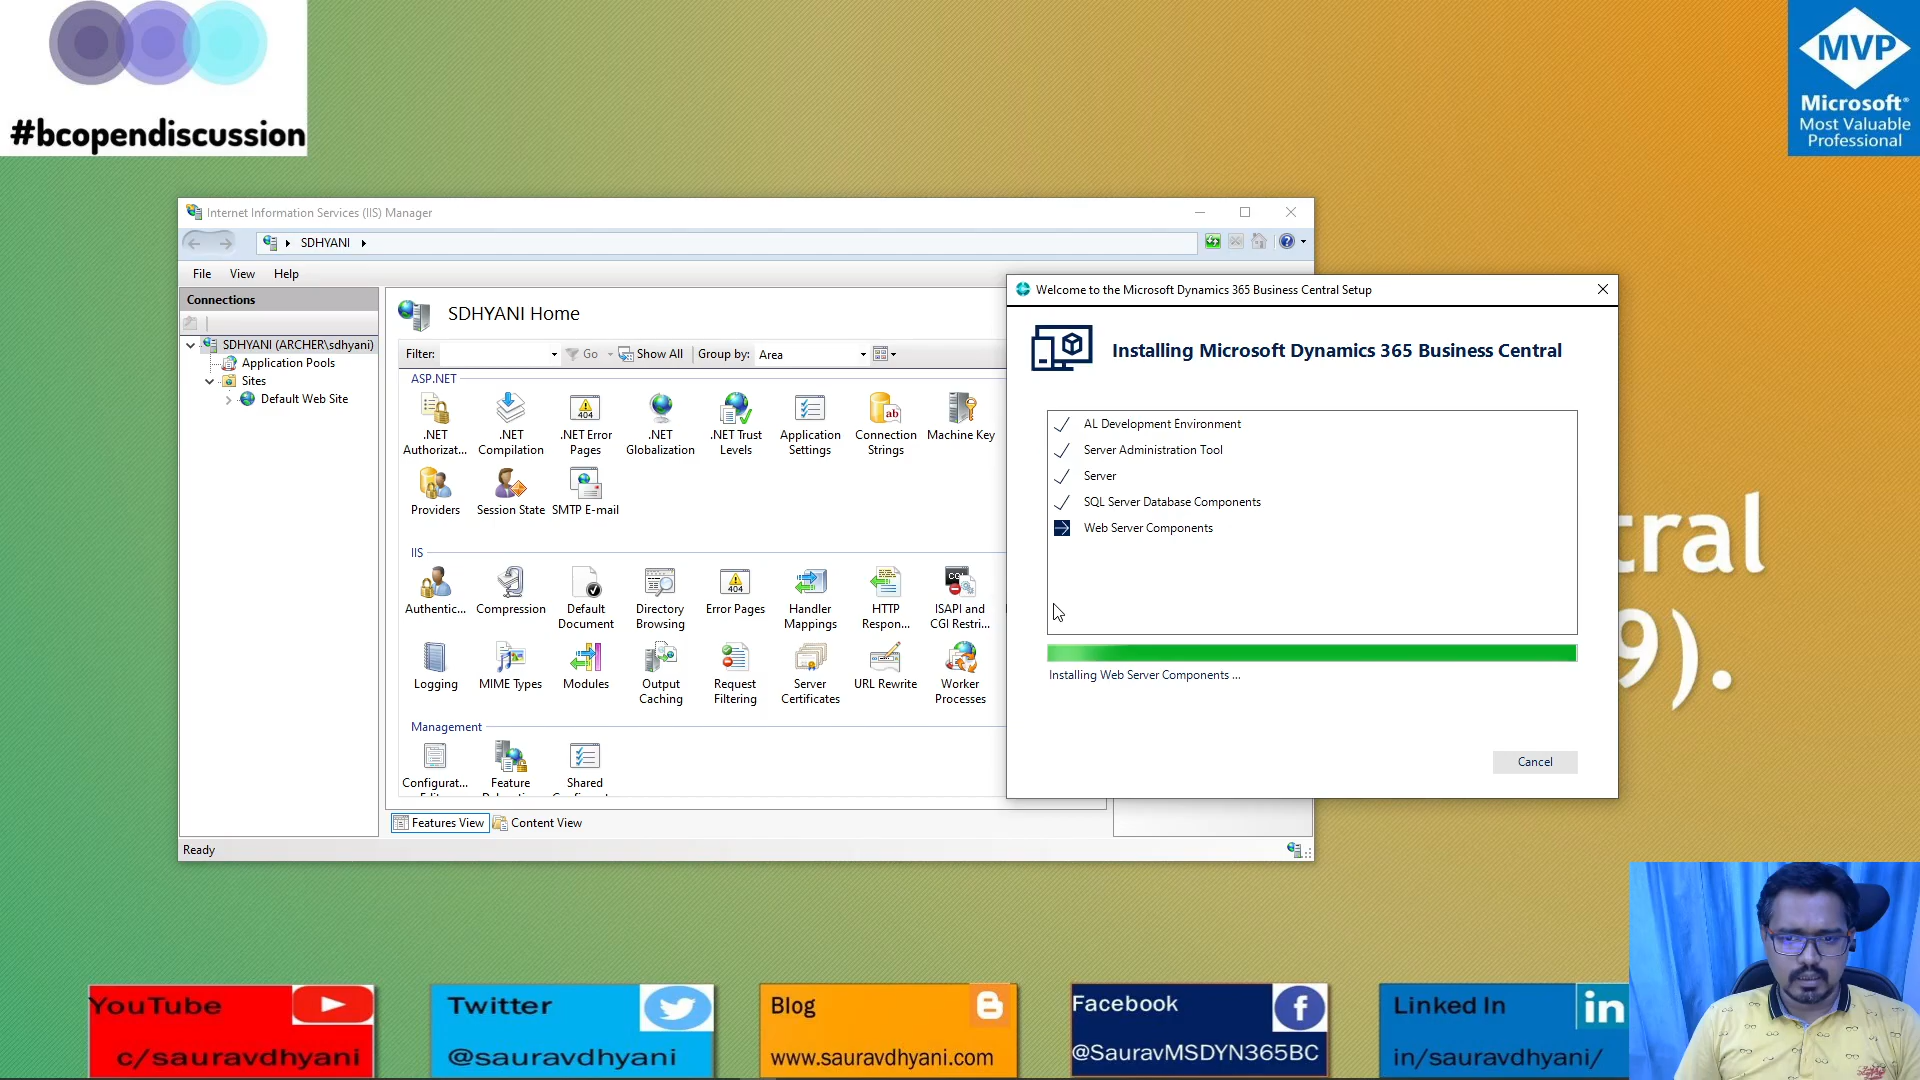 #bcopendiscussion
MVP
Microsoft®
Most Valuable
Professional
Internet Information Services (IIS) Manager
SDHYANI
File View Help
Connections
SDHYANI (ARCHER\sdhyani)
Application Pools
Sites
Default Web Site
SDHYANI Home
Filter: Go Show All Group by: Area
ASP.NET
.NET Authorizat...
.NET Compilation
.NET Error Pages
.NET Globalization
.NET Trust Levels
Application Settings
Connection Strings
Machine Key
Providers
Session State
SMTP E-mail
IIS
Authentic...
Compression
Default Document
Directory Browsing
Error Pages
Handler Mappings
HTTP Respon...
ISAPI and CGI Restri...
Logging
MIME Types
Modules
Output Caching
Request Filtering
Server Certificates
URL Rewrite
Worker Processes
Management
Configurat...
Feature
Shared
Features View Content View
Ready
Welcome to the Microsoft Dynamics 365 Business Central Setup
Installing Microsoft Dynamics 365 Business Central
AL Development Environment
Server Administration Tool
Server
SQL Server Database Components
Web Server Components
Installing Web Server Components ...
Cancel
tral
9).
YouTube
c/sauravdhyani
Twitter
@sauravdhyani
Blog
www.sauravdhyani.com
Facebook
@SauravMSDYN365BC
Linked In
in
in/sauravdhyani/